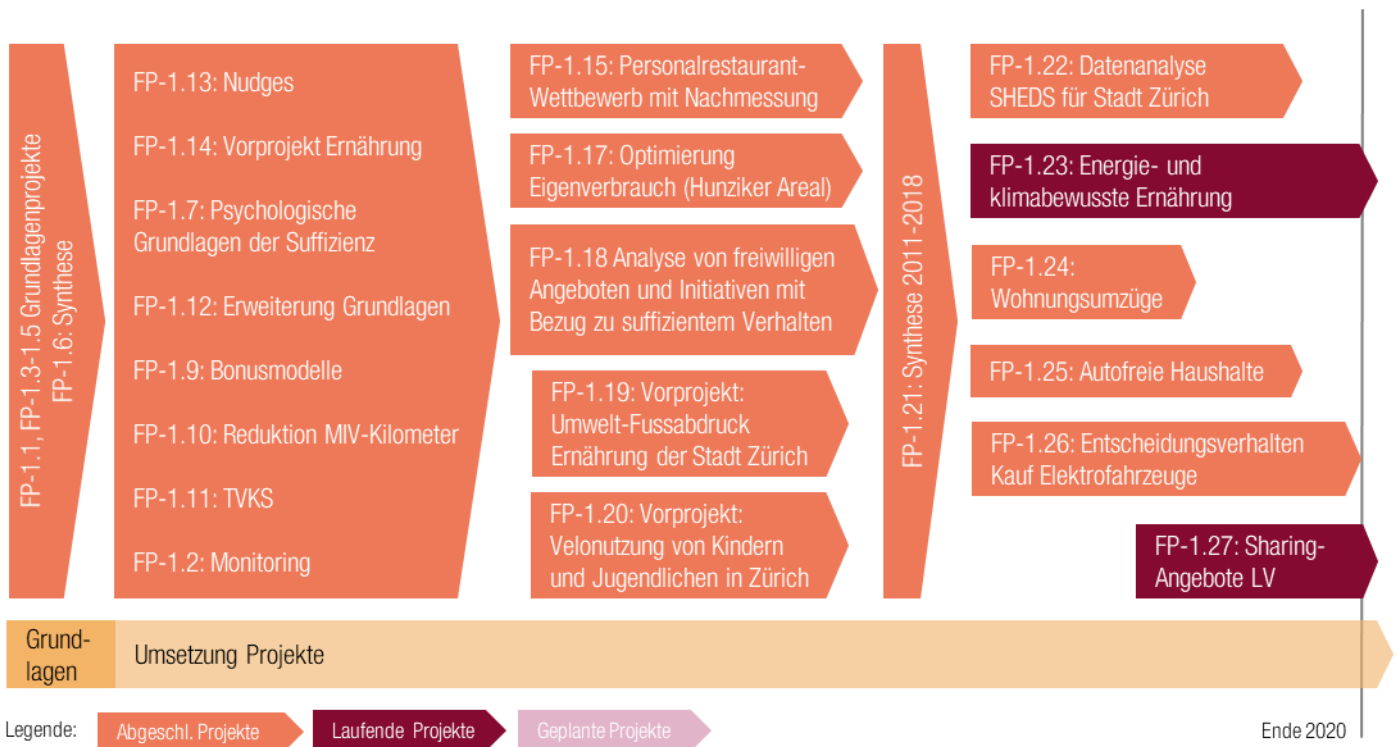 FP-1.1, FP-1.3-1.5 Grundlagenprojekte
FP-1.6: Synthese
FP-1.13: Nudges
FP-1.14: Vorprojekt Ernährung
FP-1.7: Psychologische
Grundlagen der Suffizienz
FP-1.12: Erweiterung Grundlagen
FP-1.9: Bonusmodelle
FP-1.10: Reduktion MIV-Kilometer
FP-1.11: TVKS
FP-1.2: Monitoring
FP-1.15: Personalrestaurant-
Wettbewerb mit Nachmessung
FP-1.17: Optimierung
Eigenverbrauch (Hunziker Areal)
FP-1.18 Analyse von freiwilligen
Angeboten und Initiativen mit
Bezug zu suffizientem Verhalten
FP-1.19: Vorprojekt:
Umwelt-Fussabdruck
Ernährung der Stadt Zürich
FP-1.20: Vorprojekt:
Velonutzung von Kindern
und Jugendlichen in Zürich
FP-1.21: Synthese 2011-2018
FP-1.22: Datenanalyse
SHEDS für Stadt Zürich
FP-1.23: Energie- und
klimabewusste Ernährung
FP-1.24:
Wohnungsumzüge
FP-1.25: Autofreie Haushalte
FP-1.26: Entscheidungsverhalten
Kauf Elektrofahrzeuge
FP-1.27: Sharing-
Angebote LV
Grund-
lagen
Umsetzung Projekte
Legende:
Abgeschl. Projekte
Laufende Projekte
Geplante Projekte
Ende 2020